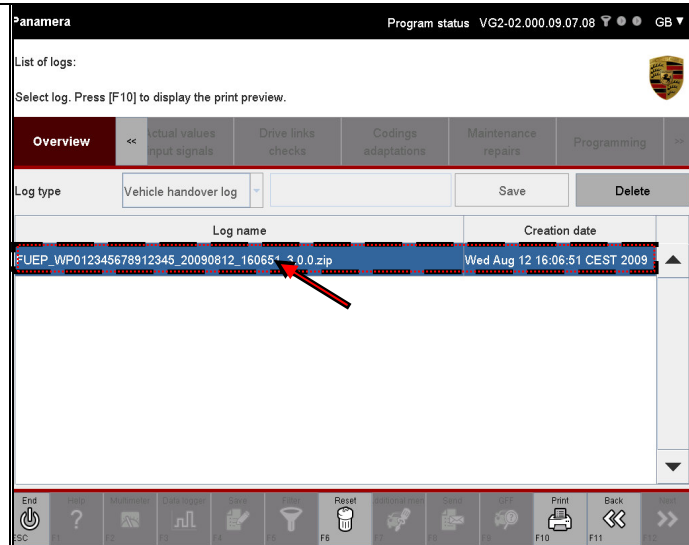 Panamera Program status VG2-02.000.09.07.08 GB
List of logs:
Select log. Press [F10] to display the print preview.
Overview << Actual values Drive links Codings Maintenance Programming >>
input signals checks adaptations repairs
Log type Vehicle handover log Save Delete
Log name Creation date
FUEP_WP012345678912345_20090812_160651_3.0.0.zip Wed Aug 12 16:06:51 CEST 2009
End Help Multimeter Data logger Save Filter Reset Additional men Send OFF Print Back Next
ESC F1 F2 F3 F4 F5 F6 F7 F8 F9 F10 F11 F12